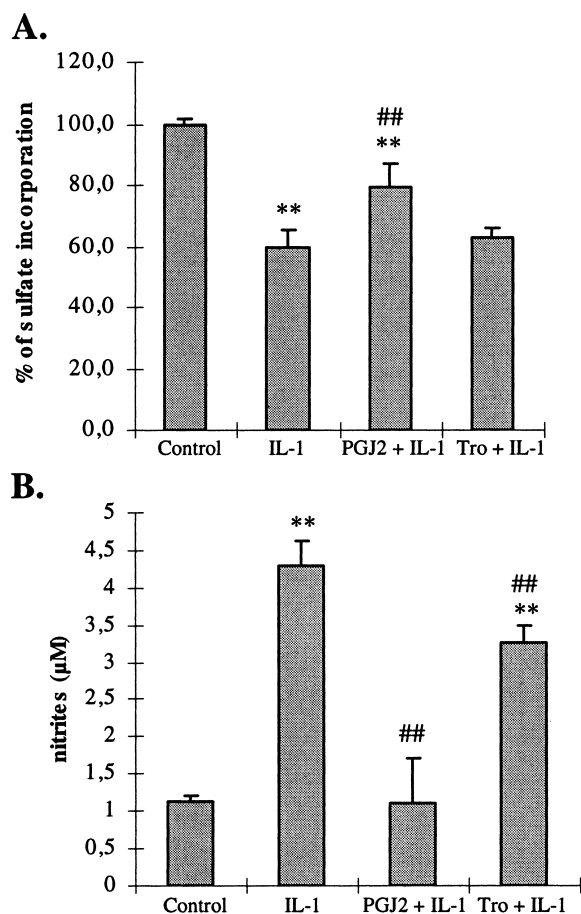 A.
% of sulfate incorporation
120,0
100,0
80,0
60,0
40,0
20,0
0,0
**
##
**
Control
IL-1
PGJ2 + IL-1
Tro + IL-1
B.
nitrites (µM)
5
4,5
4
3,5
3
2,5
2
1,5
1
0,5
0
**
##
##
**
Control
IL-1
PGJ2 + IL-1
Tro + IL-1